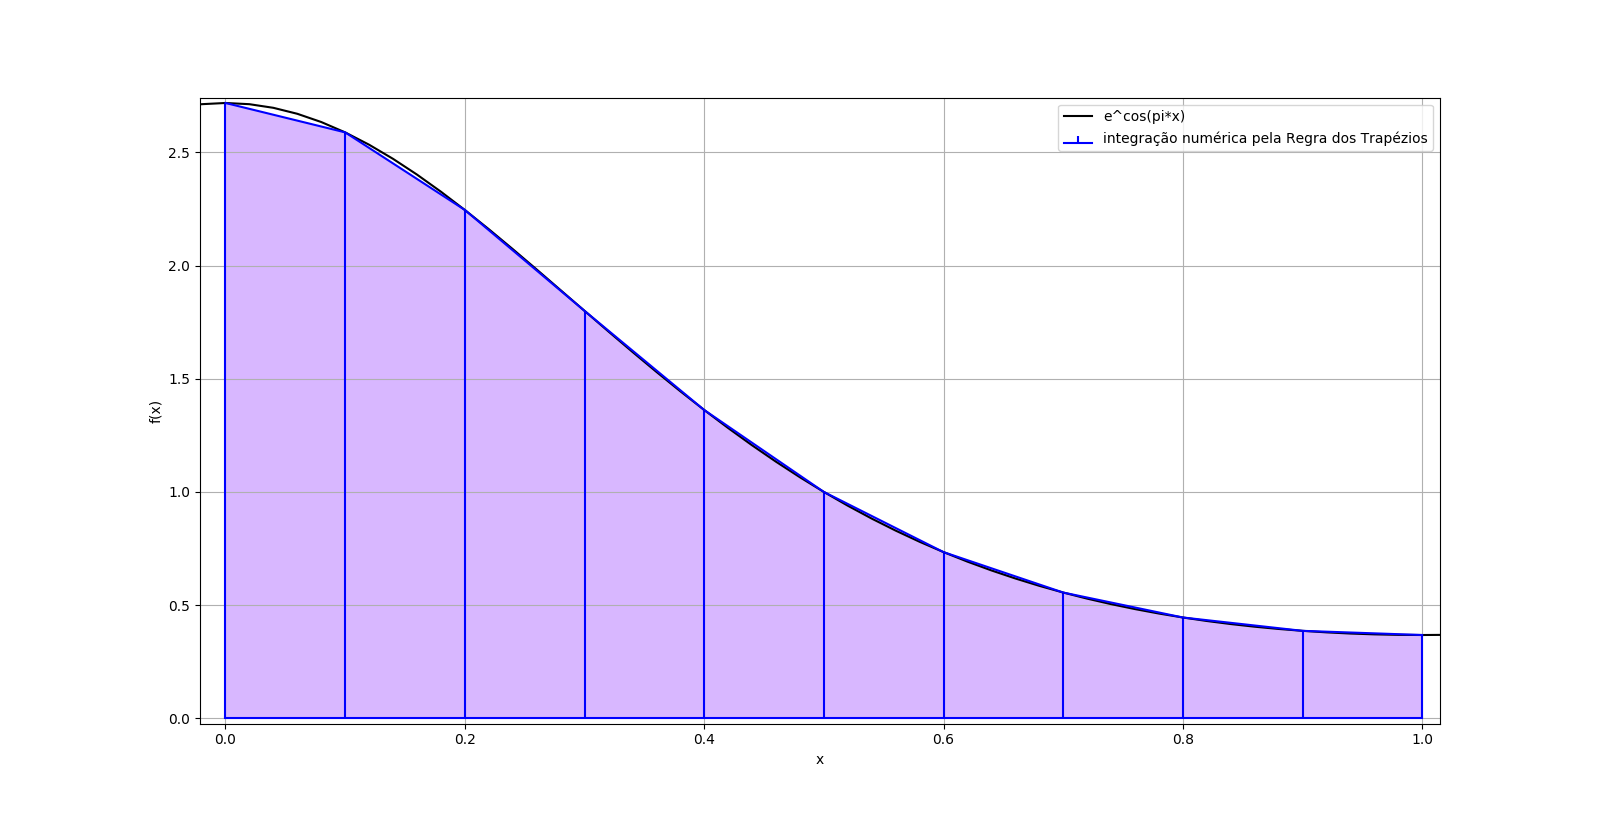 e^cos(pi*x)
integração numérica pela Regra dos Trapézios
2.5
2.0
1.5
1.0
0.5
0.0
f(x)
0.0 0.2 0.4 0.6 0.8 1.0
x